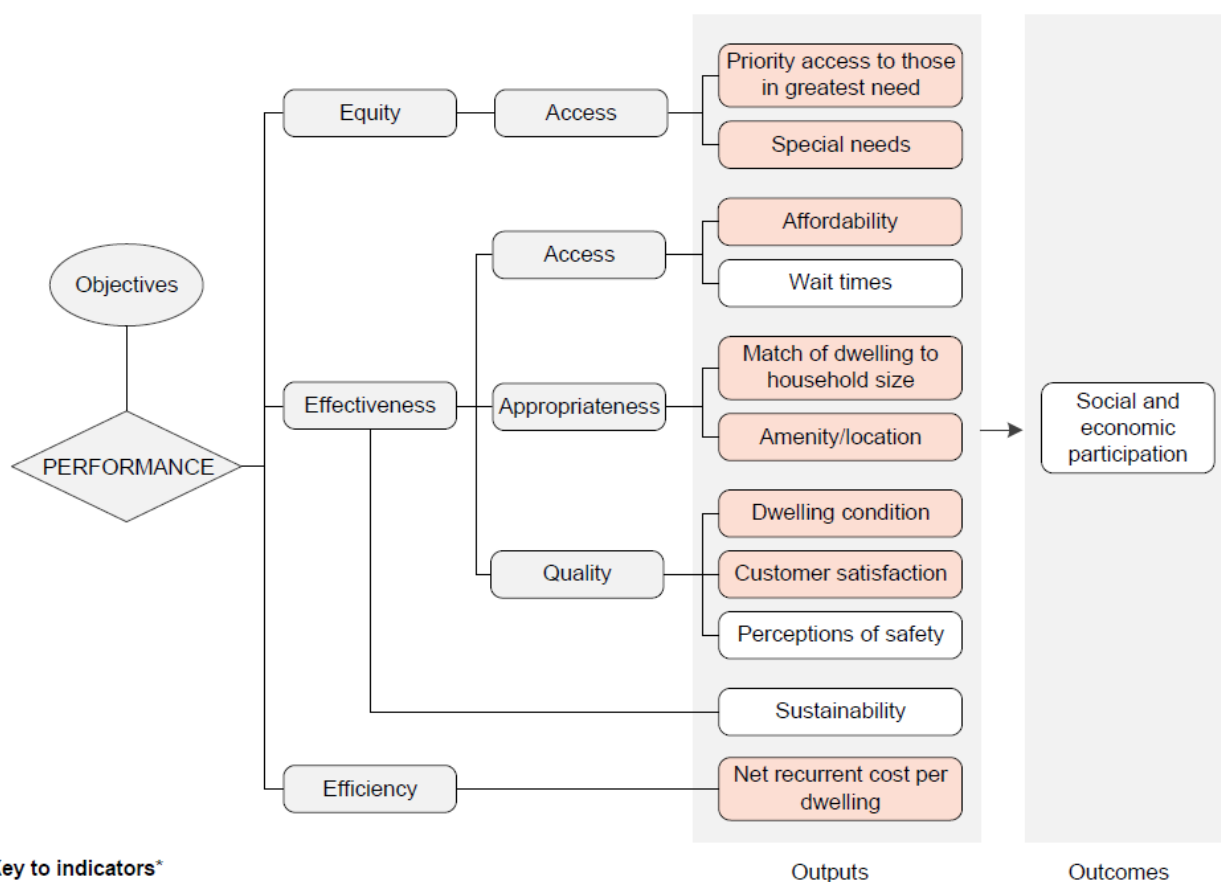 Objectives
PERFORMANCE
Equity
Access
Priority access to those
in greatest need
Special needs
Effectiveness
Access
Affordability
Wait times
Appropriateness
Match of dwelling to
household size
Amenity/location
Quality
Dwelling condition
Customer satisfaction
Perceptions of safety
Sustainability
Efficiency
Net recurrent cost per
dwelling
Social and
economic
participation
Outputs
Outcomes
Key to indicators*